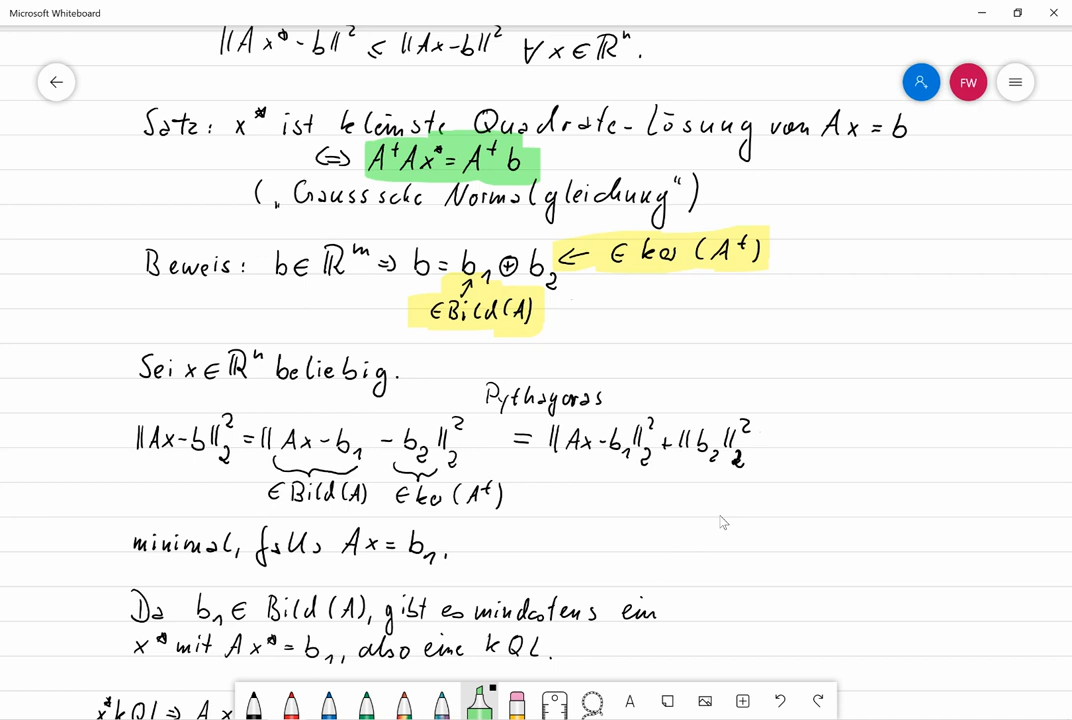 Microsoft Whiteboard
‖Ax* - b‖² ≤ ‖Ax-b‖² ∀ x ∈ ℝⁿ.
FW
Satz: x* ist kleinste Quadrate-Lösung von Ax = b
⇔ AᵗAx* = Aᵗb
(„Gausssche Normalgleichung“)
Beweis: b ∈ ℝᵐ ⇒ b = b₁ ⊕ b₂ ← ∈ ker (Aᵗ)
↗
∈ Bild(A)
Sei x ∈ ℝⁿ beliebig.
Pythagoras
‖Ax-b‖₂² = ‖Ax-b₁ - b₂‖₂² = ‖Ax-b₁‖₂² + ‖b₂‖₂²
∈ Bild(A) ∈ ker (Aᵗ)
minimal, falls Ax = b₁.
Da b₁ ∈ Bild (A), gibt es mindestens ein
x* mit Ax* = b₁, also eine kQL.
x* kQL ⇒ Ax
A